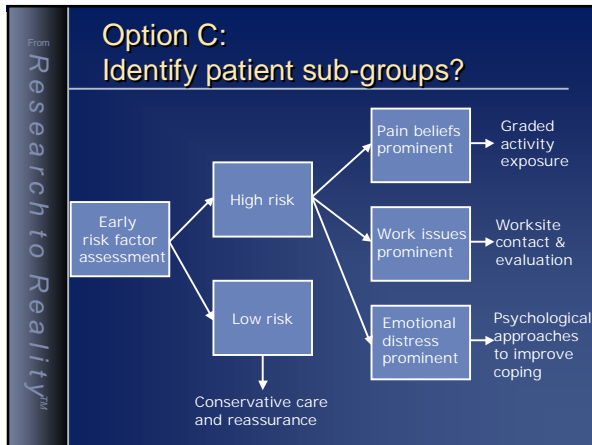 From
Research to Reality™
Option C:
Identify patient sub-groups?
Early
risk factor
assessment
High risk
Low risk
Conservative care
and reassurance
Pain beliefs
prominent
Graded
activity
exposure
Work issues
prominent
Worksite
contact &
evaluation
Emotional
distress
prominent
Psychological
approaches
to improve
coping